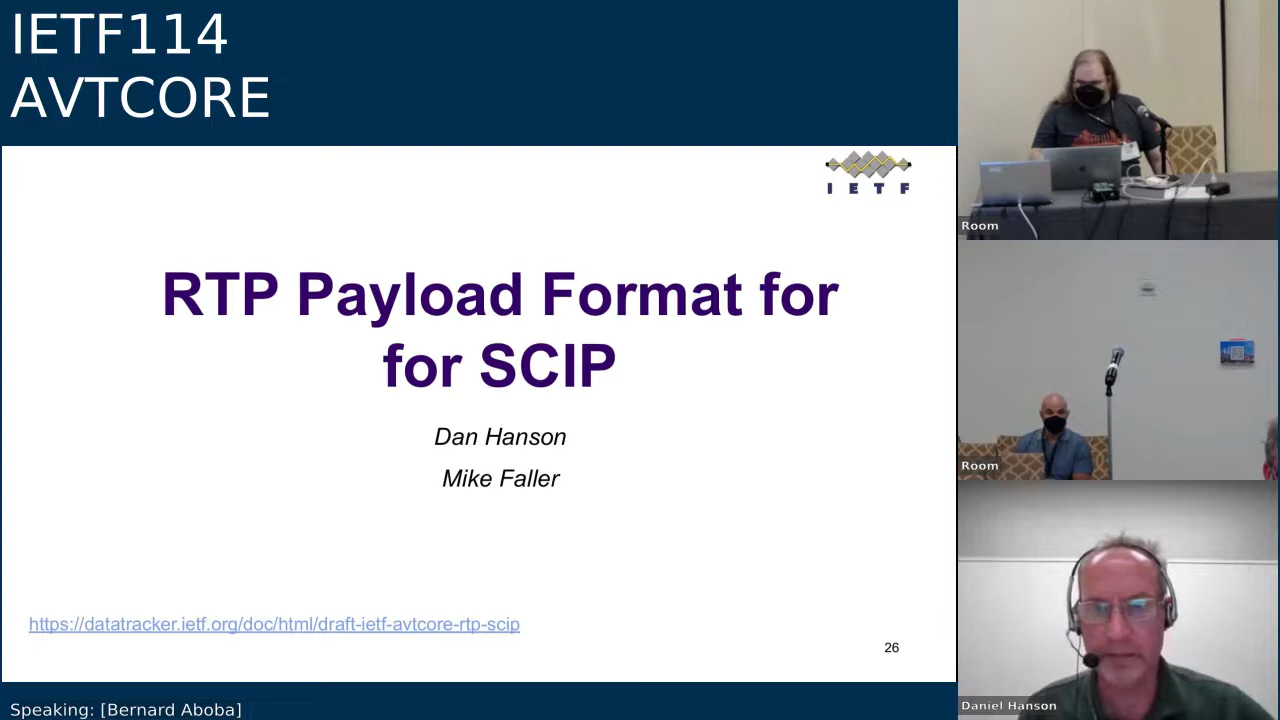 IETF114
AVTCORE
I E T F
RTP Payload Format for
for SCIP
Dan Hanson
Mike Faller
https://datatracker.ietf.org/doc/html/draft-ietf-avtcore-rtp-scip
26
Speaking: [Bernard Aboba]
Room
Room
Daniel Hanson